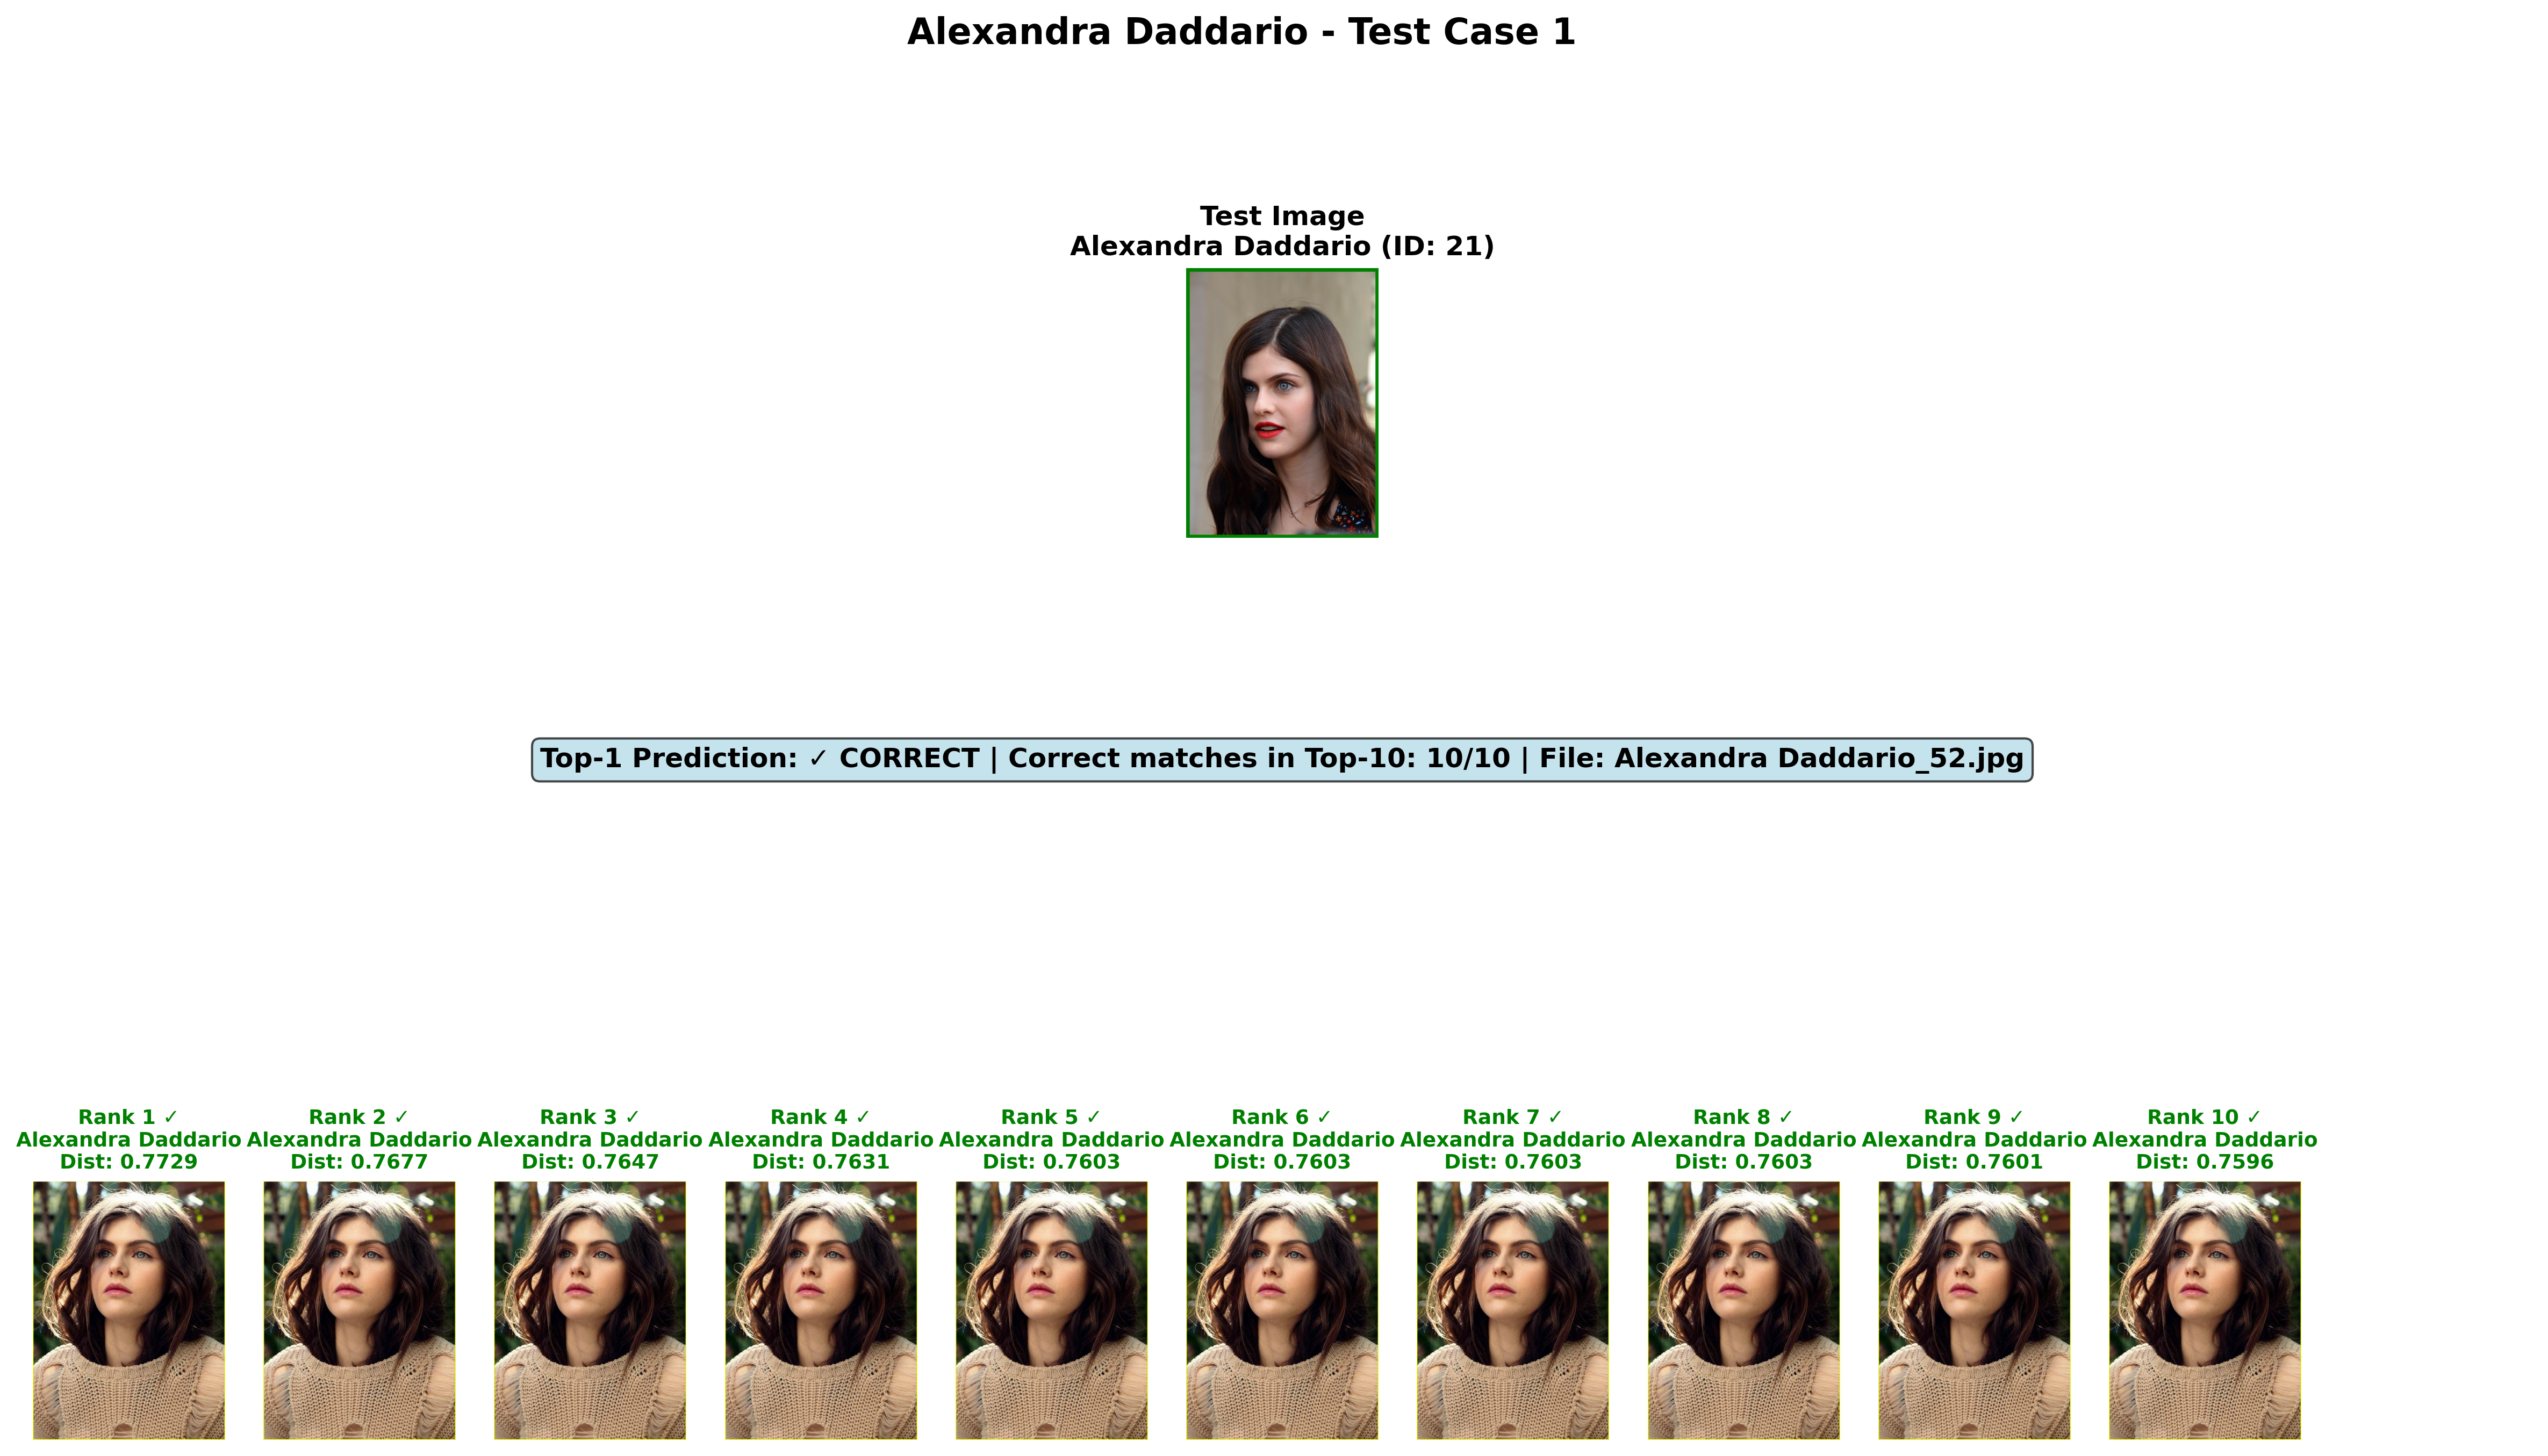 Alexandra Daddario - Test Case 1
Test Image
Alexandra Daddario (ID: 21)
Top-1 Prediction: ✓ CORRECT | Correct matches in Top-10: 10/10 | File: Alexandra Daddario_52.jpg
Rank 1 ✓
Alexandra Daddario
Dist: 0.7729
Rank 2 ✓
Alexandra Daddario
Dist: 0.7677
Rank 3 ✓
Alexandra Daddario
Dist: 0.7647
Rank 4 ✓
Alexandra Daddario
Dist: 0.7631
Rank 5 ✓
Alexandra Daddario
Dist: 0.7603
Rank 6 ✓
Alexandra Daddario
Dist: 0.7603
Rank 7 ✓
Alexandra Daddario
Dist: 0.7603
Rank 8 ✓
Alexandra Daddario
Dist: 0.7603
Rank 9 ✓
Alexandra Daddario
Dist: 0.7601
Rank 10 ✓
Alexandra Daddario
Dist: 0.7596